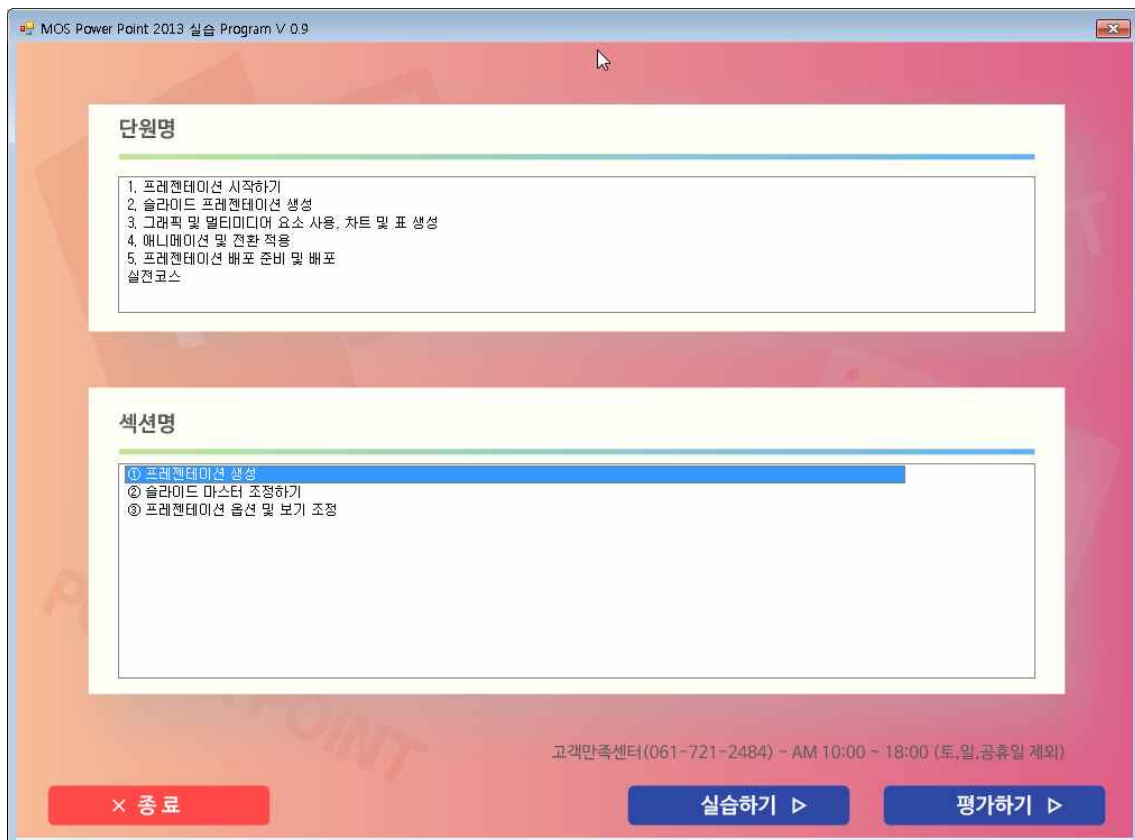 MOS Power Point 2013 실습 Program V 0.9
단원명
1. 프레젠테이션 시작하기
2. 슬라이드 프레젠테이션 생성
3. 그래픽 및 멀티미디어 요소 사용, 차트 및 표 생성
4. 애니메이션 및 전환 적용
5. 프레젠테이션 배포 준비 및 배포
실전코스
섹션명
① 프레젠테이션 생성
② 슬라이드 마스터 조정하기
③ 프레젠테이션 옵션 및 보기 조정
POINT
고객만족센터(061-721-2484) - AM 10:00 ~ 18:00 (토,일,공휴일 제외)
× 종료
실습하기 ▷
평가하기 ▷